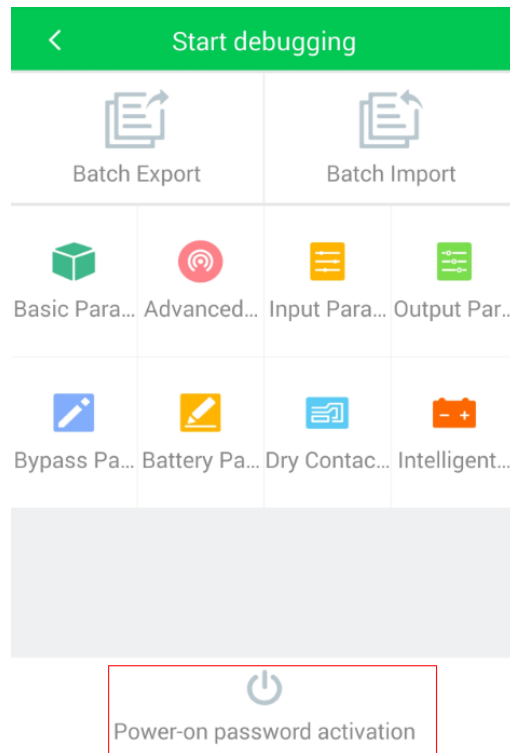 Start debugging
Batch Export
Batch Import
Basic Para...
Advanced...
Input Para...
Output Par...
Bypass Pa...
Battery Pa...
Dry Contac...
Intelligent...
Power-on password activation